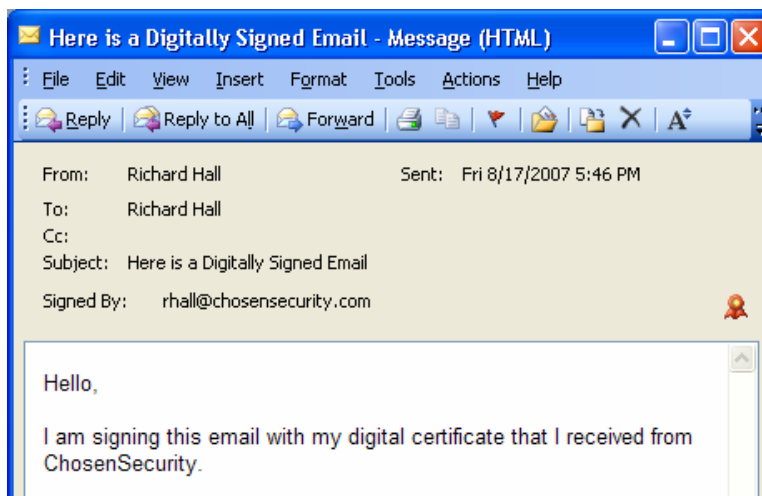 Here is a Digitally Signed Email - Message (HTML)
File Edit View Insert Format Tools Actions Help
Reply Reply to All Forward A
From: Richard Hall Sent: Fri 8/17/2007 5:46 PM
To: Richard Hall
Cc:
Subject: Here is a Digitally Signed Email
Signed By: rhall@chosensecurity.com
Hello,
I am signing this email with my digital certificate that I received from
ChosenSecurity.